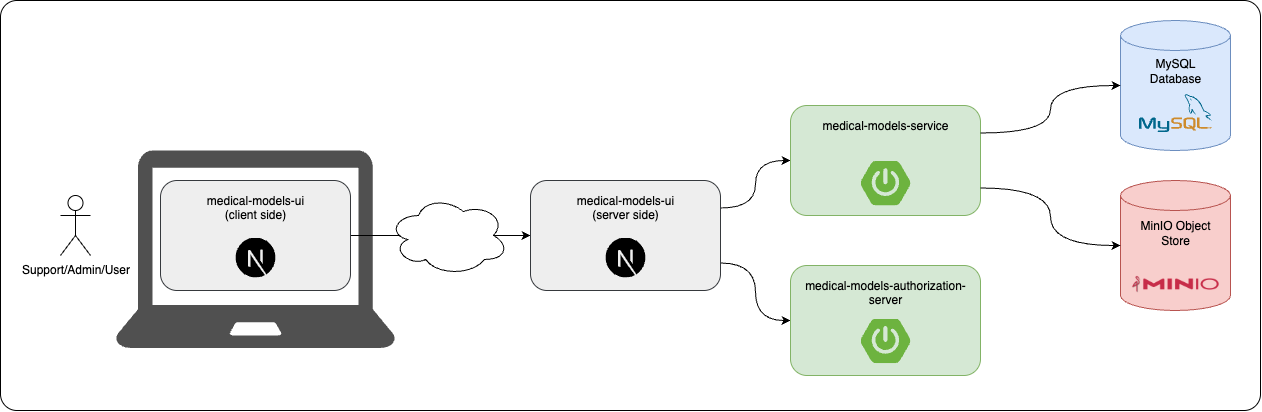 Support/Admin/User
medical-models-ui
(client side)
N
medical-models-ui
(server side)
N
medical-models-service
medical-models-authorization-
server
MySQL
Database
MySQL
MinIO Object
Store
MINIO